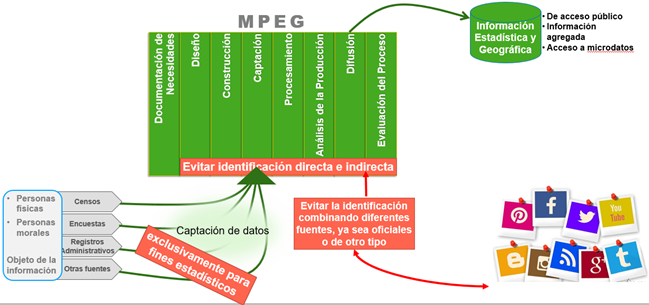 MPEG
Documentación de
Necesidades
Diseño
Construcción
Captación
Procesamiento
Análisis de la Producción
Difusión
Evaluación del Proceso
Evitar identificación directa e indirecta
Información
Estadística y
Geográfica
• De acceso público
• Información
agregada
• Acceso a microdatos
• Personas
físicas
• Personas
morales
Objeto de la
información
Censos
Encuestas
Registros
Administrativos
Otras fuentes
Captación de datos
exclusivamente para
fines estadísticos
Evitar la identificación
combinando diferentes
fuentes, ya sea oficiales
o de otro tipo
You
Tube